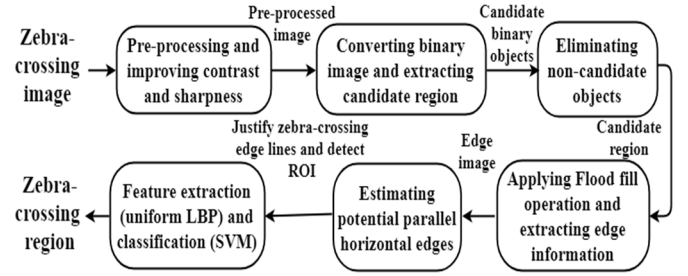 Zebra-
crossing
image
Pre-processing and
improving contrast
and sharpness
Pre-processed
image
Converting binary
image and extracting
candidate region
Candidate
binary
objects
Eliminating
non-candidate
objects
Candidate
region
Applying Flood fill
operation and
extracting edge
information
Edge
image
Estimating
potential parallel
horizontal edges
Justify zebra-crossing
edge lines and detect
ROI
Feature extraction
(uniform LBP) and
classification (SVM)
Zebra-
crossing
region